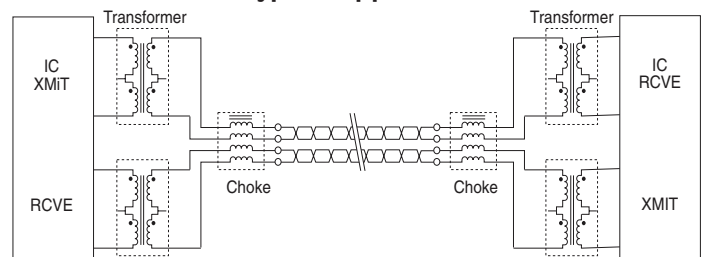 Transformer
Transformer
IC
XMiT
IC
RCVE
Choke
Choke
RCVE
XMIT